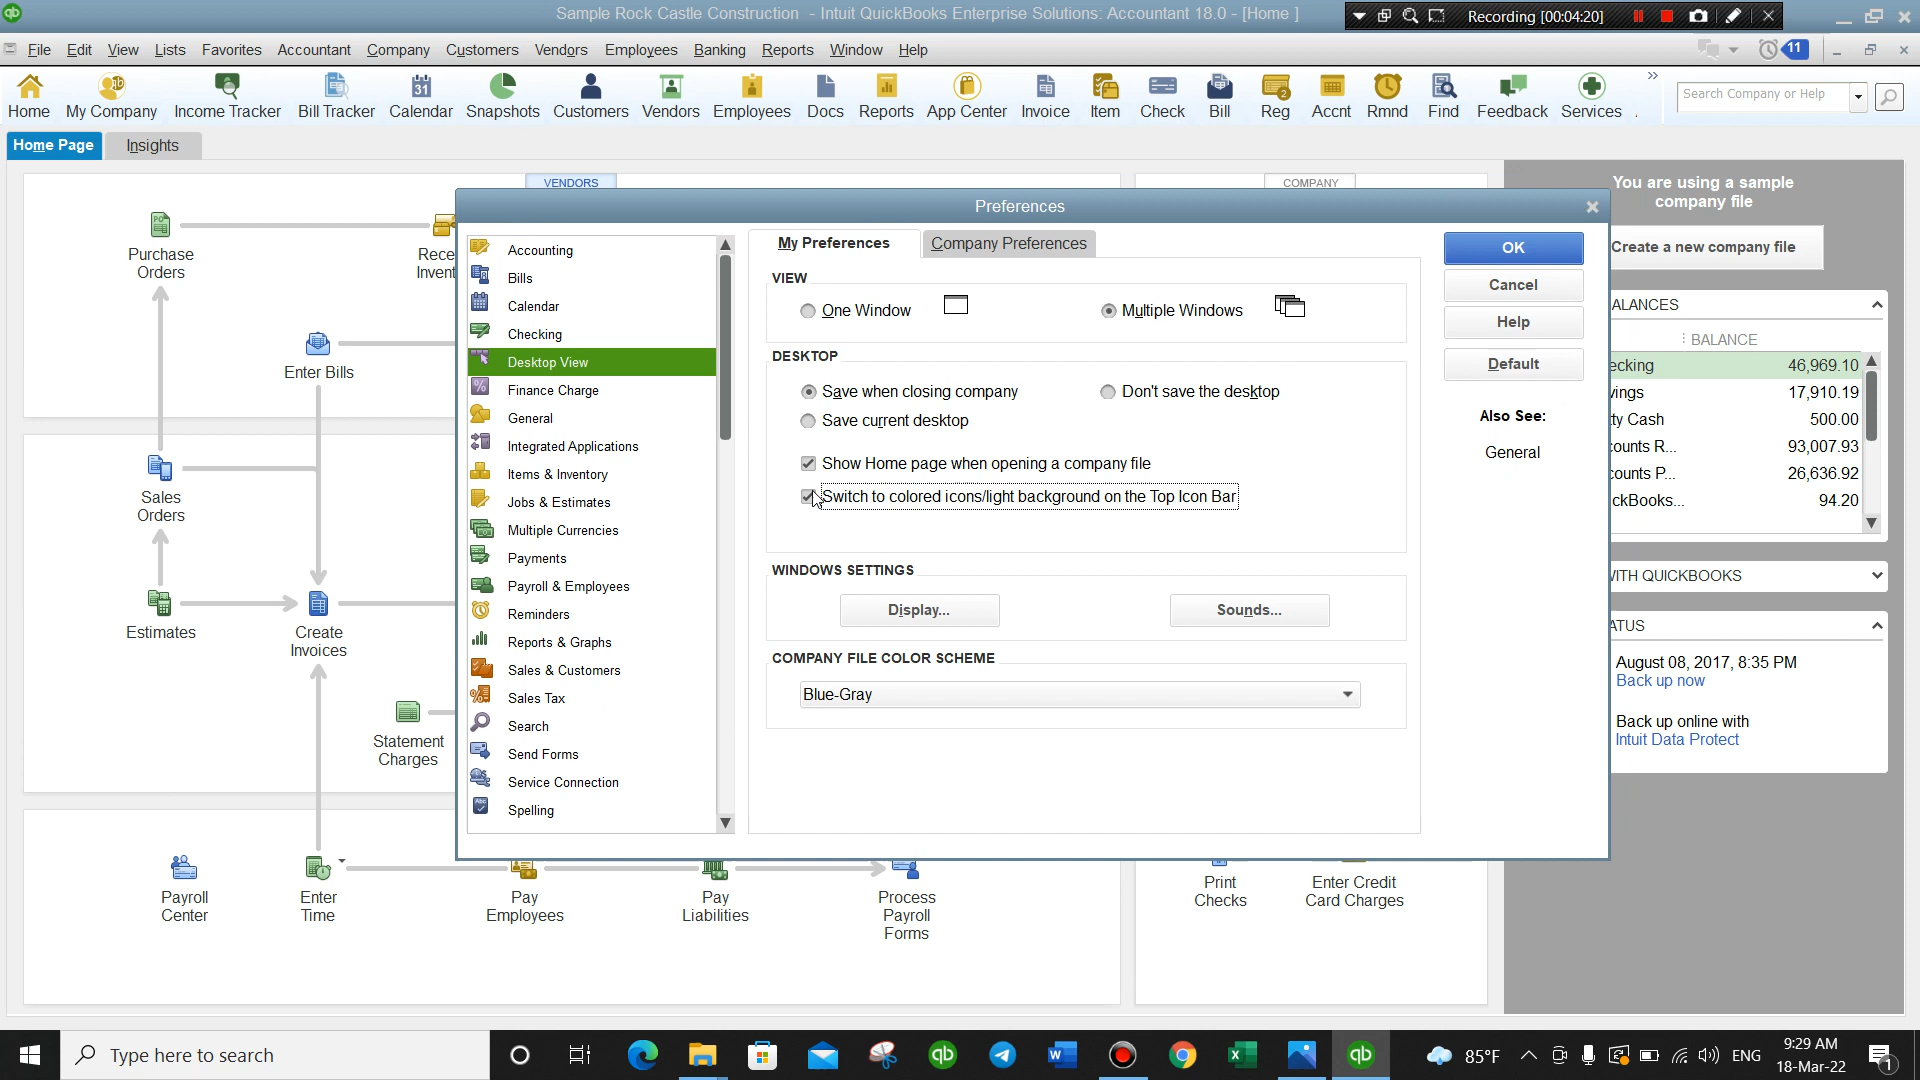 Sample Rock Castle Construction - Intuit QuickBooks Enterprise Solutions: Accountant 18.0 - [Home ]
Recording [00:04:20]
File Edit View Lists Favorites Accountant Company Customers Vendors Employees Banking Reports Window Help
11
Home My Company Income Tracker Bill Tracker Calendar Snapshots Customers Vendors Employees Docs Reports App Center Invoice Item Check Bill Reg Accnt Rmnd Find Feedback Services
Search Company or Help
Home Page Insights
VENDORS
COMPANY
You are using a sample
company file
Create a new company file
Purchase
Orders
Rece
Inven
Enter Bills
Sales
Orders
Estimates
Create
Invoices
Statement
Charges
Payroll
Center
Enter
Time
Pay
Employees
Pay
Liabilities
Process
Payroll
Forms
Print
Checks
Enter Credit
Card Charges
Preferences
Accounting
Bills
Calendar
Checking
Desktop View
Finance Charge
General
Integrated Applications
Items & Inventory
Jobs & Estimates
Multiple Currencies
Payments
Payroll & Employees
Reminders
Reports & Graphs
Sales & Customers
Sales Tax
Search
Send Forms
Service Connection
Spelling
My Preferences Company Preferences
VIEW
One Window Multiple Windows
DESKTOP
Save when closing company Don't save the desktop
Save current desktop
Show Home page when opening a company file
Switch to colored icons/light background on the Top Icon Bar
WINDOWS SETTINGS
Display... Sounds...
COMPANY FILE COLOR SCHEME
Blue-Gray
OK
Cancel
Help
Default
Also See:
General
ALANCES
BALANCE
ecking 46,969.10
vings 17,910.19
tty Cash 500.00
counts R... 93,007.93
counts P... 26,636.92
ickBooks... 94.20
WITH QUICKBOOKS
ATUS
August 08, 2017, 8:35 PM
Back up now
Back up online with
Intuit Data Protect
Type here to search
85°F
ENG
9:29 AM
18-Mar-22
1